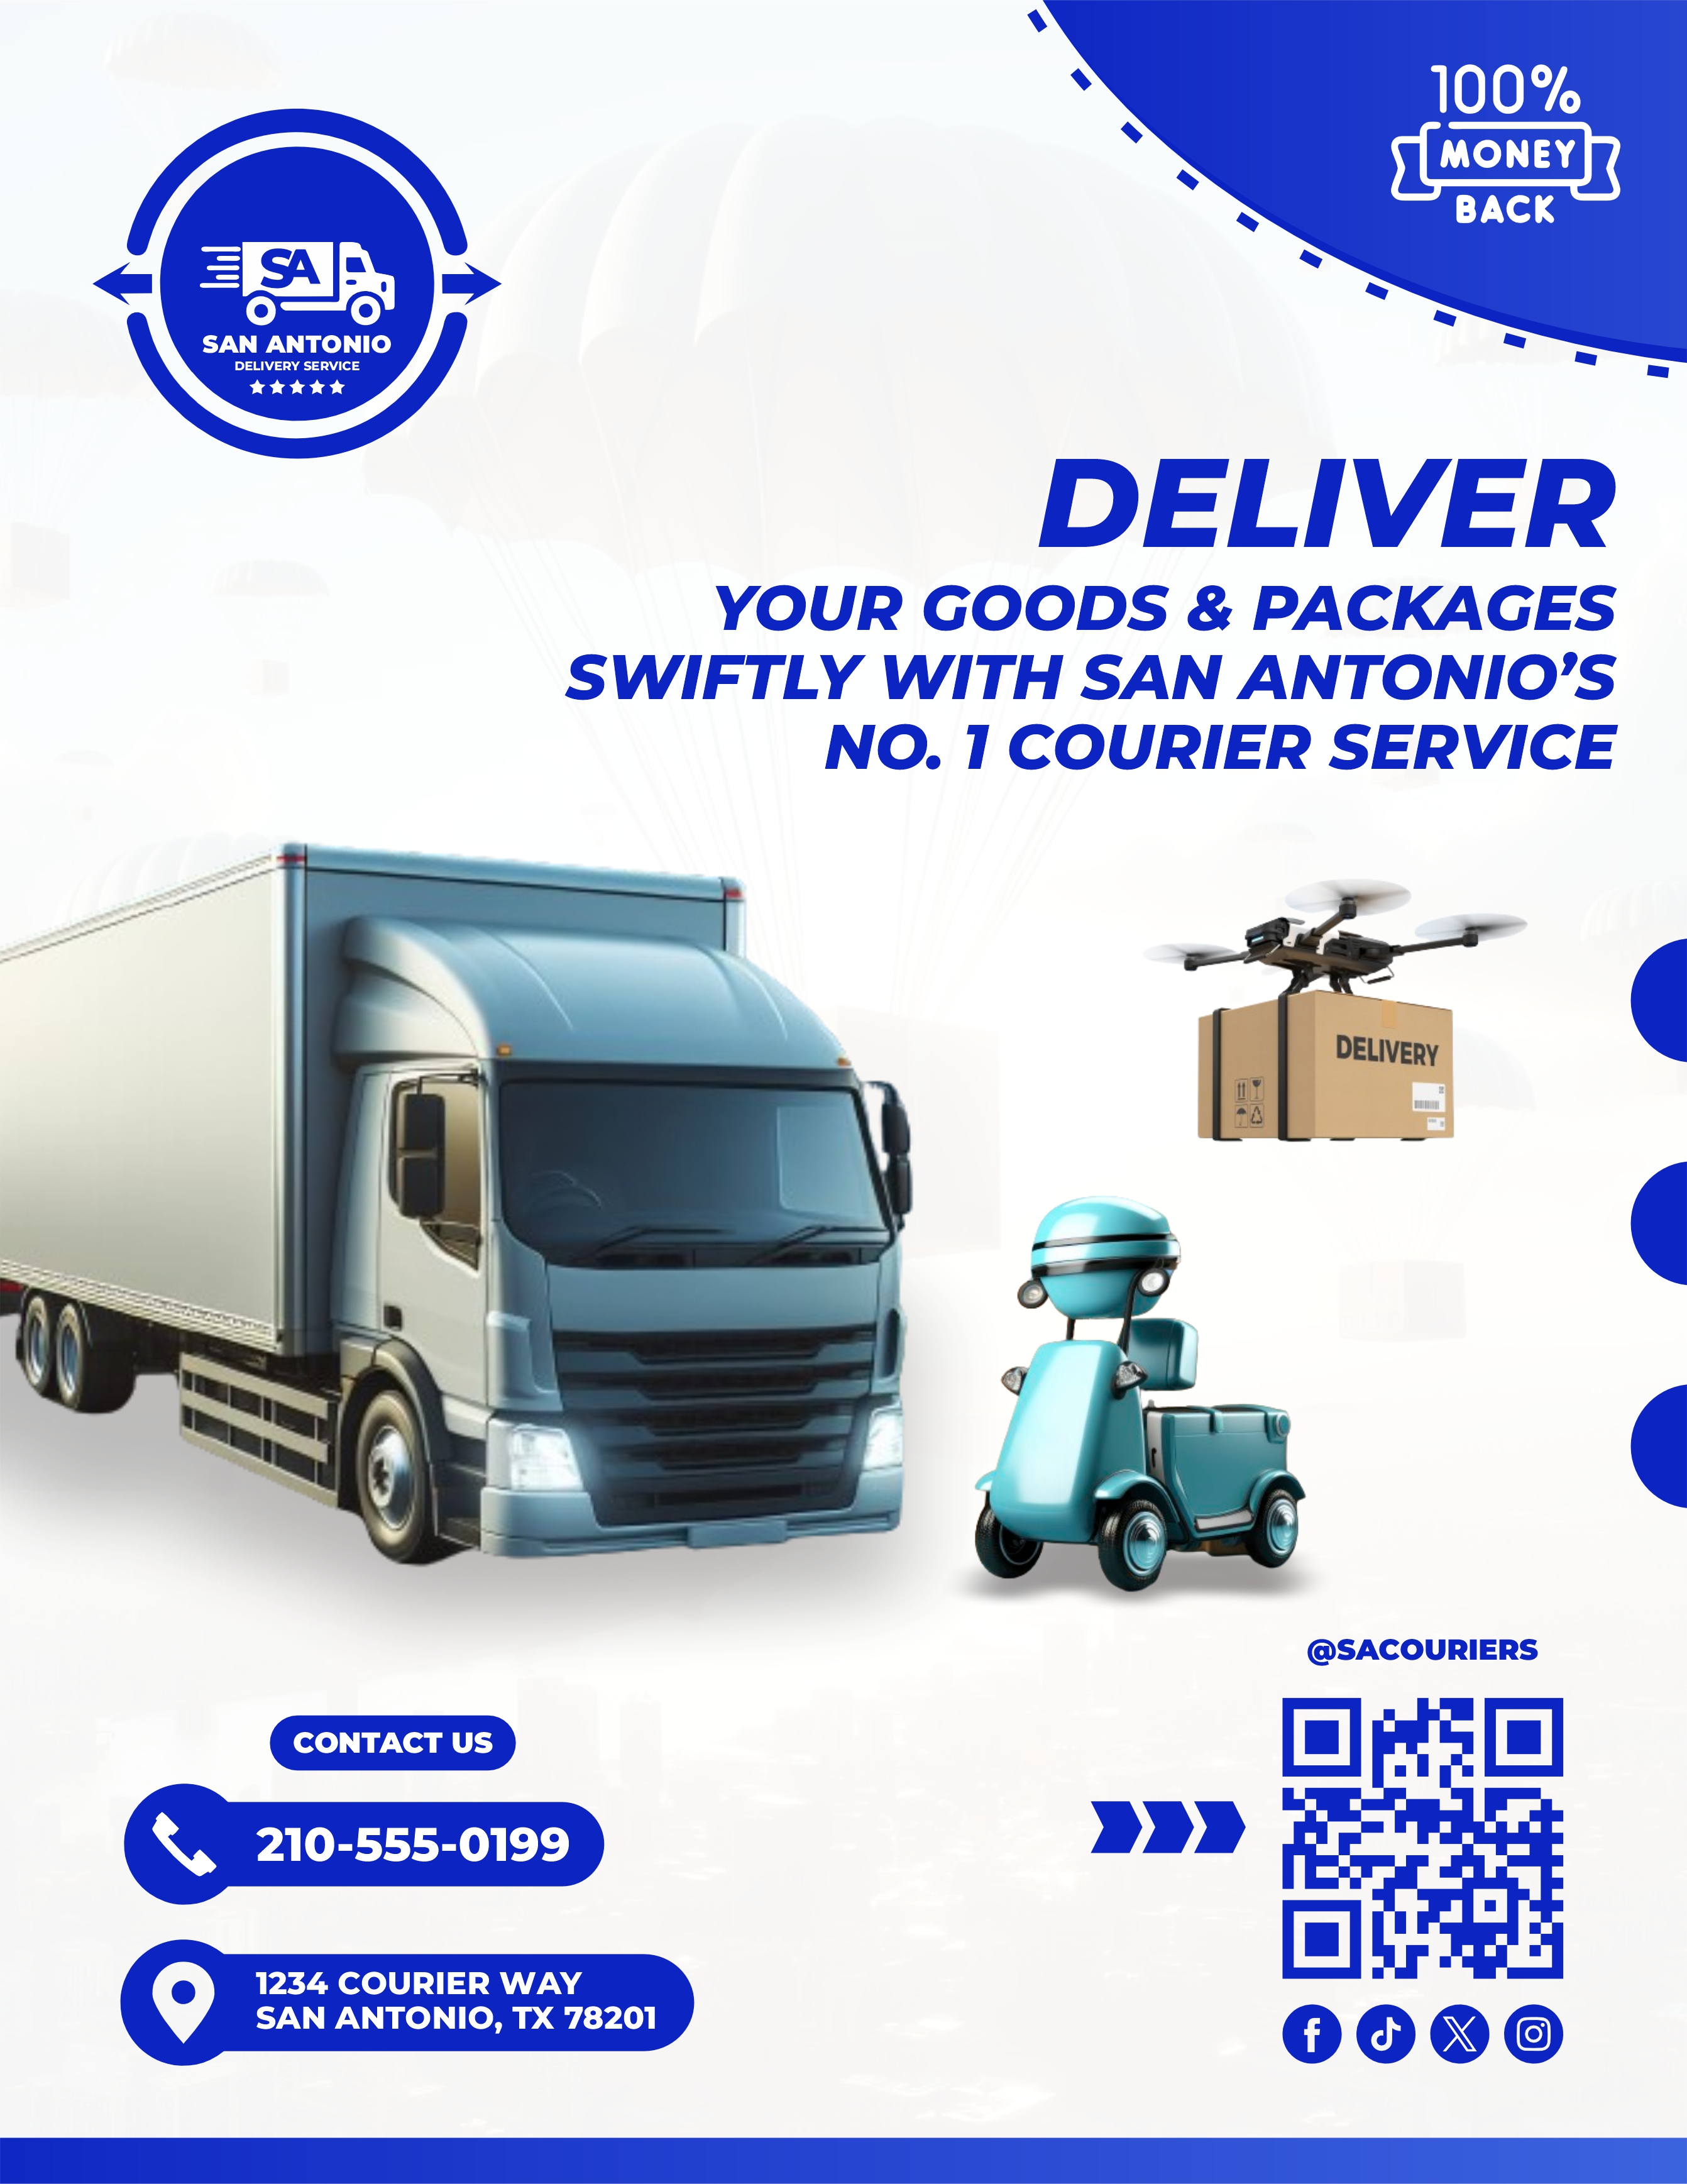 100%
MONEY
BACK
SA
SAN ANTONIO
DELIVERY SERVICE
DELIVER
YOUR GOODS & PACKAGES
SWIFTLY WITH SAN ANTONIO’S
NO. 1 COURIER SERVICE
DELIVERY
@SACOURIERS
CONTACT US
210-555-0199
1234 COURIER WAY
SAN ANTONIO, TX 78201